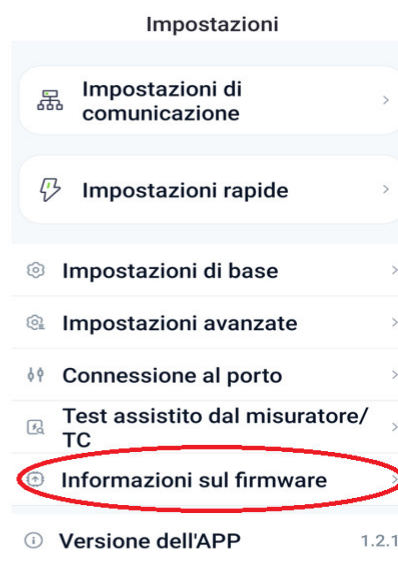 Impostazioni
Impostazioni di
comunicazione
Impostazioni rapide
Impostazioni di base
Impostazioni avanzate
Connessione al porto
Test assistito dal misuratore/
TC
Informazioni sul firmware
Versione dell'APP 1.2.1